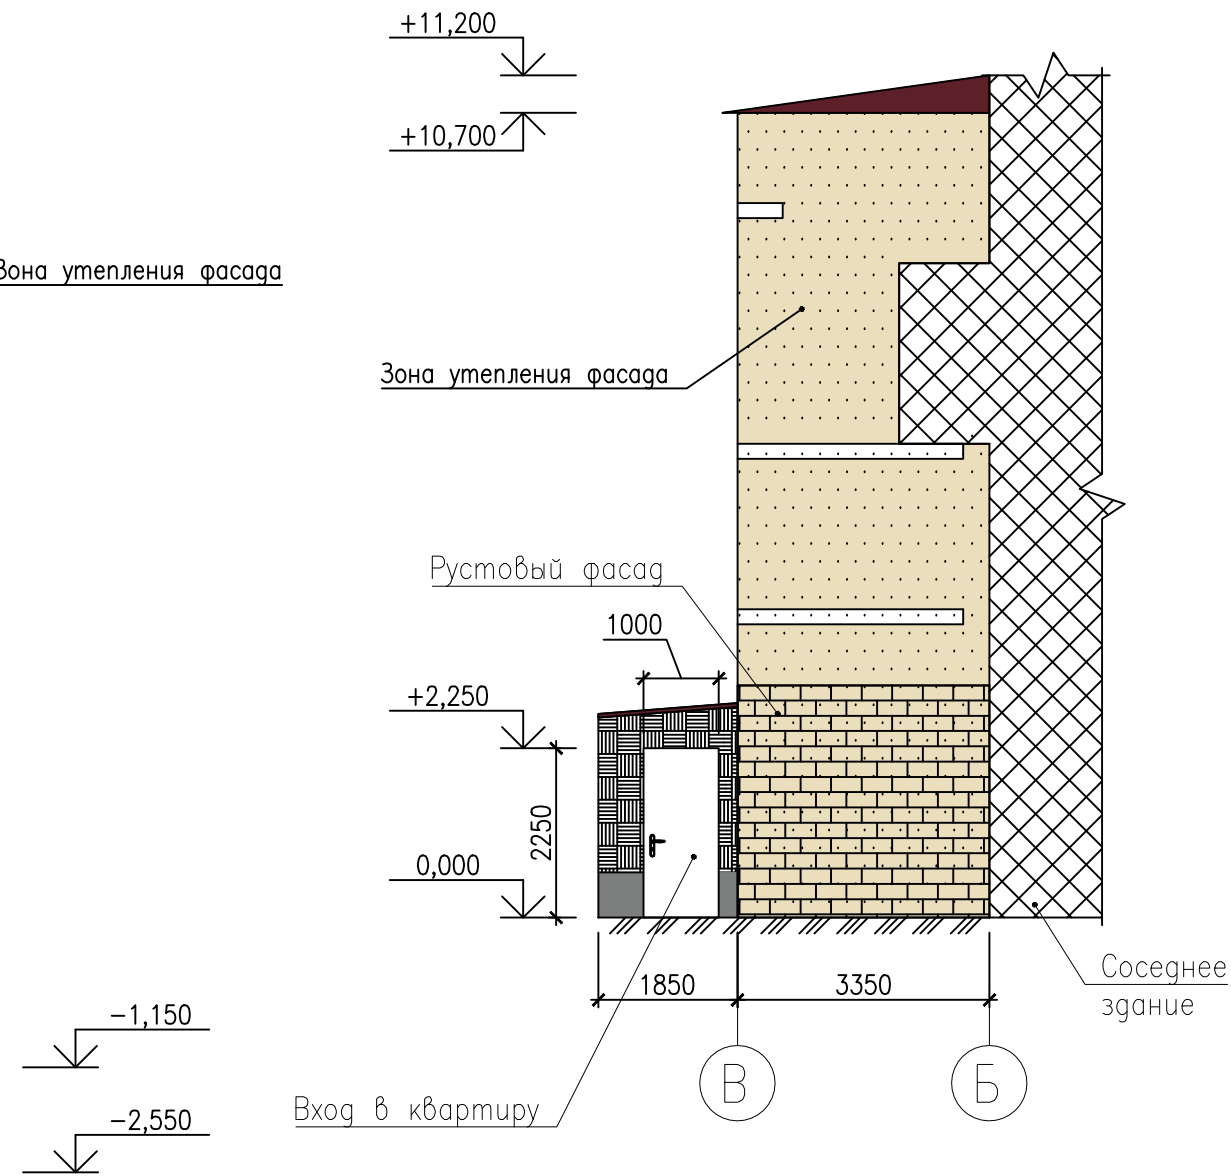 +11,200
+10,700
Зона утепления фасада
Зона утепления фасада
Рустовый фасад
1000
+2,250
2250
0,000
1850
3350
Соседнее
здание
-1,150
В
Б
Вход в квартиру
-2,550